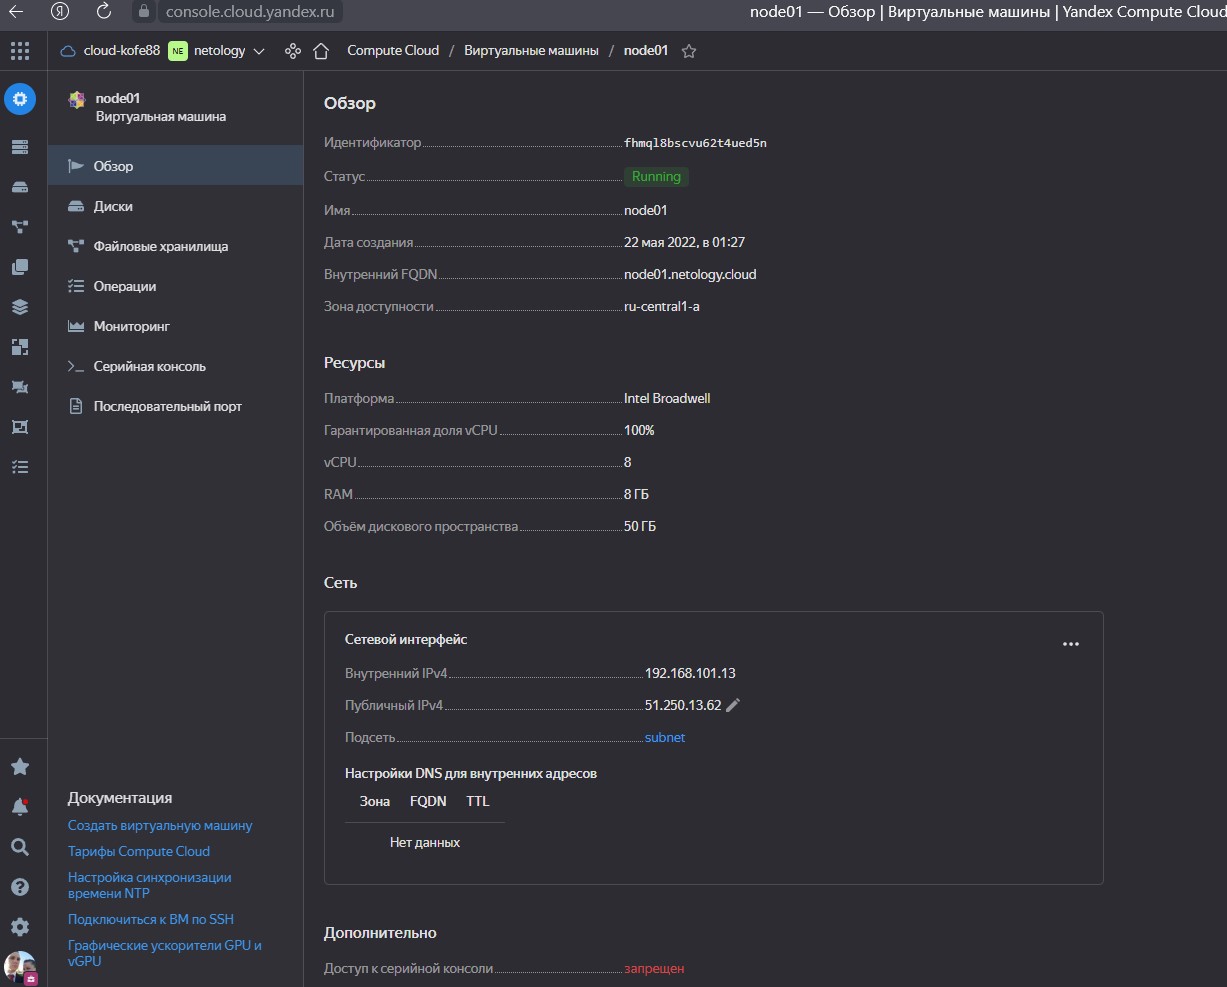 console.cloud.yandex.ru
node01 — Обзор | Виртуальные машины | Yandex Compute Cloud
cloud-kofe88 NE netology
Compute Cloud / Виртуальные машины / node01
node01
Виртуальная машина
Обзор
Диски
Файловые хранилища
Операции
Мониторинг
Серийная консоль
Последовательный порт
Документация
Создать виртуальную машину
Тарифы Compute Cloud
Настройка синхронизации
времени NTP
Подключиться к ВМ по SSH
Графические ускорители GPU и
vGPU
Обзор
Идентификатор fhmql8bscvu62t4ued5n
Статус Running
Имя node01
Дата создания 22 мая 2022, в 01:27
Внутренний FQDN node01.netology.cloud
Зона доступности ru-central1-a
Ресурсы
Платформа Intel Broadwell
Гарантированная доля vCPU 100%
vCPU 8
RAM 8 ГБ
Объём дискового пространства 50 ГБ
Сеть
Сетевой интерфейс
Внутренний IPv4 192.168.101.13
Публичный IPv4 51.250.13.62
Подсеть subnet
Настройки DNS для внутренних адресов
Зона FQDN TTL
Нет данных
Дополнительно
Доступ к серийной консоли запрещен